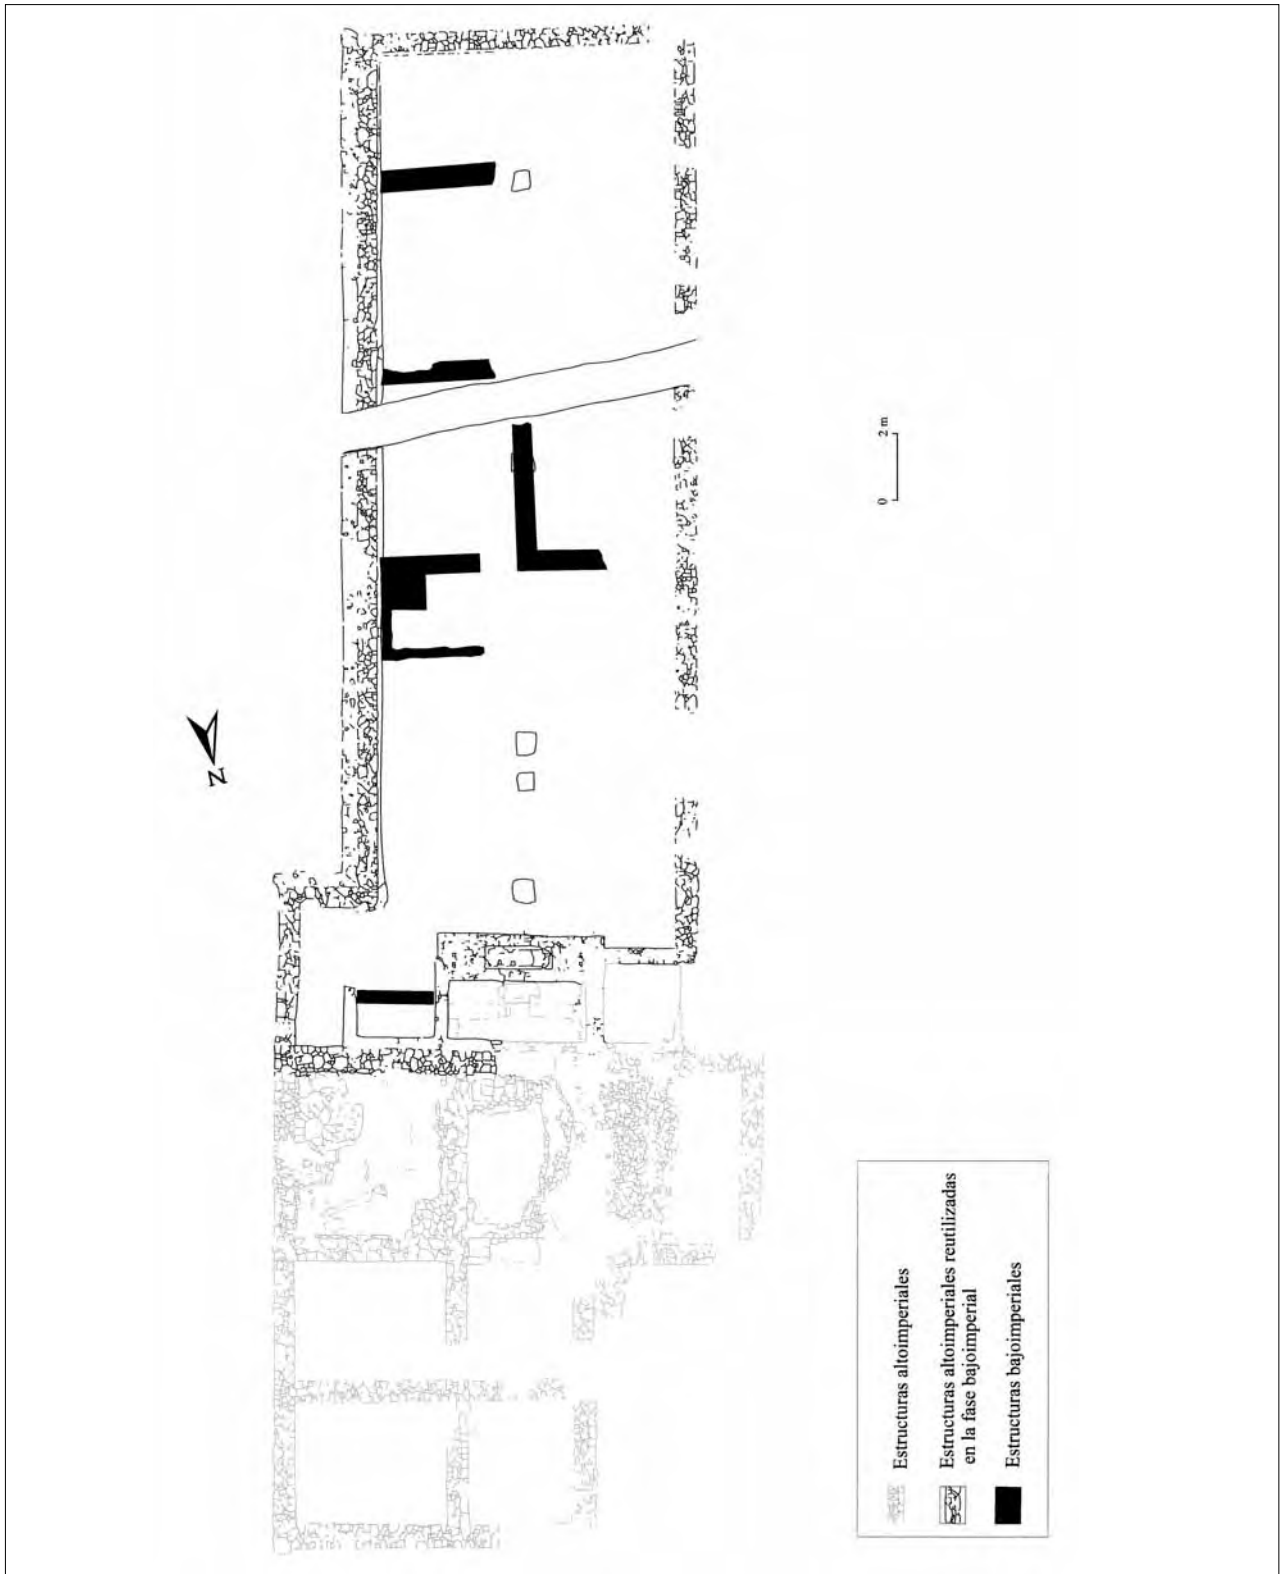 N
0 2 m
Estructuras altoimperiales
Estructuras altoimperiales reutilizadas
en la fase bajoimperial
Estructuras bajoimperiales